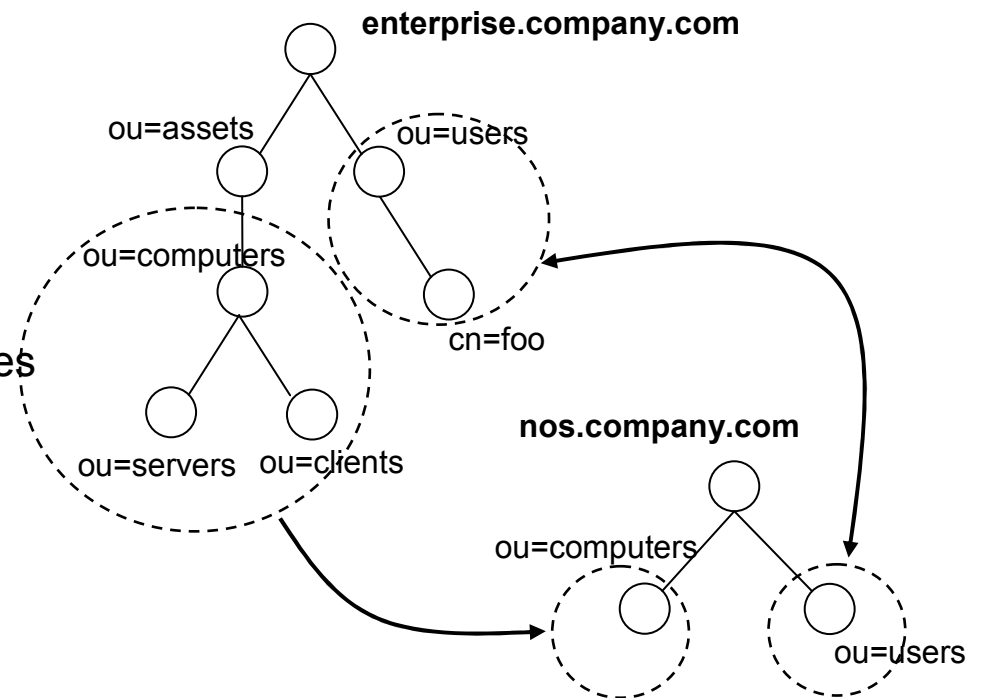 enterprise.company.com
ou=assets
ou=users
ou=computers
cn=foo
es
ou=servers
ou=clients
nos.company.com
ou=computers
ou=users